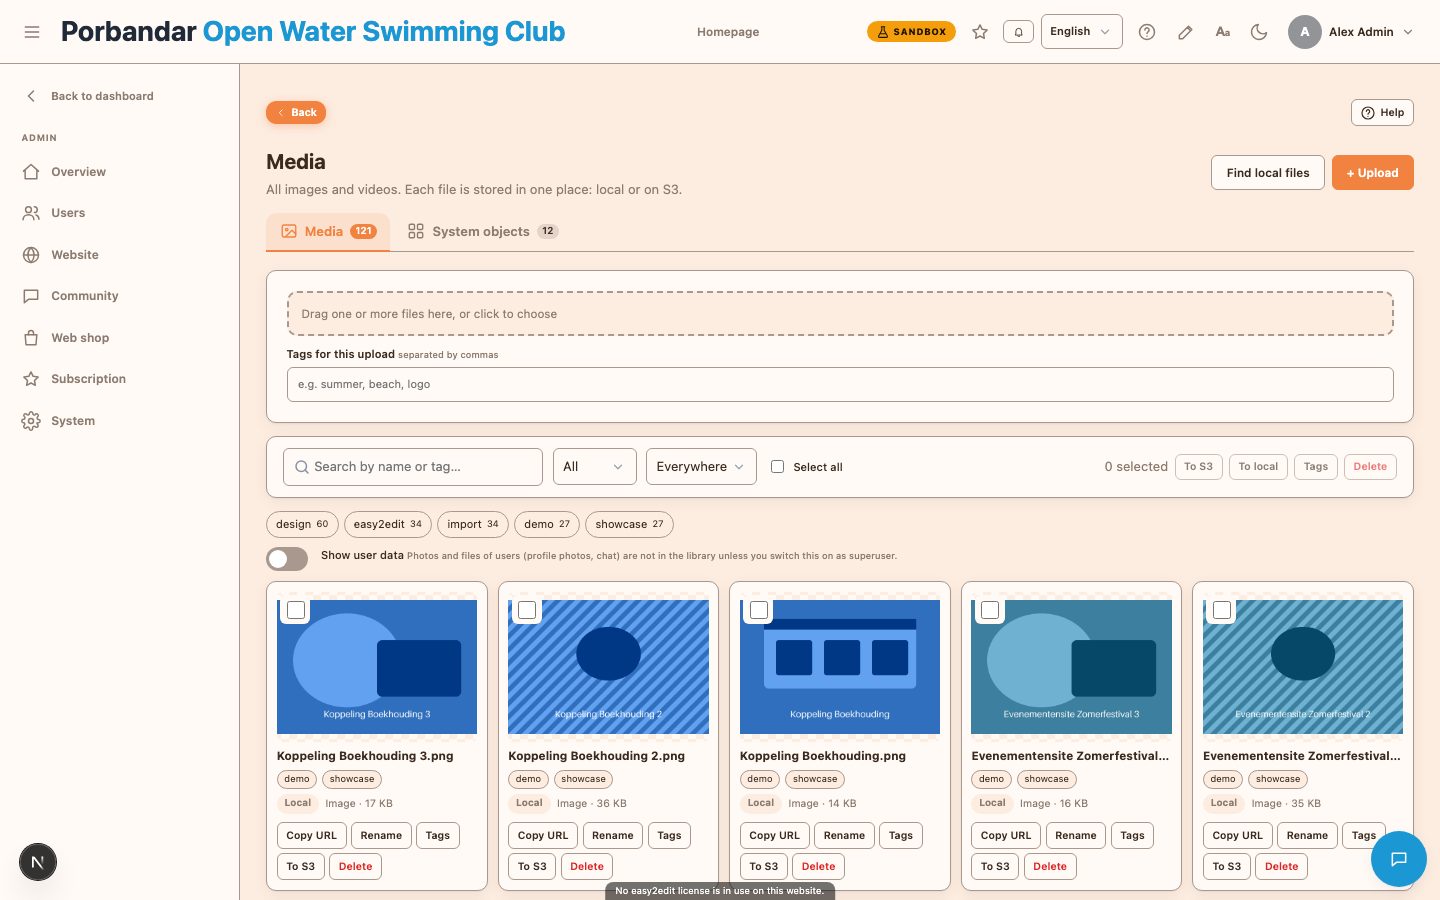 Porbandar Open Water Swimming Club
Homepage
SANDBOX
English
Aa
A
Alex Admin
Back to dashboard
ADMIN
Overview
Users
Website
Community
Web shop
Subscription
System
N
Back
Help
Media
All images and videos. Each file is stored in one place: local or on S3.
Find local files
+ Upload
Media 121
System objects 12
Drag one or more files here, or click to choose
Tags for this upload separated by commas
e.g. summer, beach, logo
Search by name or tag...
All
Everywhere
Select all
0 selected
To S3
To local
Tags
Delete
design 60
easy2edit 34
import 34
demo 27
showcase 27
Show user data Photos and files of users (profile photos, chat) are not in the library unless you switch this on as superuser.
Koppeling Boekhouding 3
Koppeling Boekhouding 3.png
demo showcase
Local Image · 17 KB
Copy URL Rename Tags
To S3 Delete
Koppeling Boekhouding 2
Koppeling Boekhouding 2.png
demo showcase
Local Image · 36 KB
Copy URL Rename Tags
To S3 Delete
Koppeling Boekhouding
Koppeling Boekhouding.png
demo showcase
Local Image · 14 KB
Copy URL Rename Tags
To S3 Delete
Evenementensite Zomerfestival 3
Evenementensite Zomerfestival...
demo showcase
Local Image · 16 KB
Copy URL Rename Tags
To S3 Delete
Evenementensite Zomerfestival 2
Evenementensite Zomerfestival...
demo showcase
Local Image · 35 KB
Copy URL Rename Tags
To S3 Delete
No easy2edit license is in use on this website.